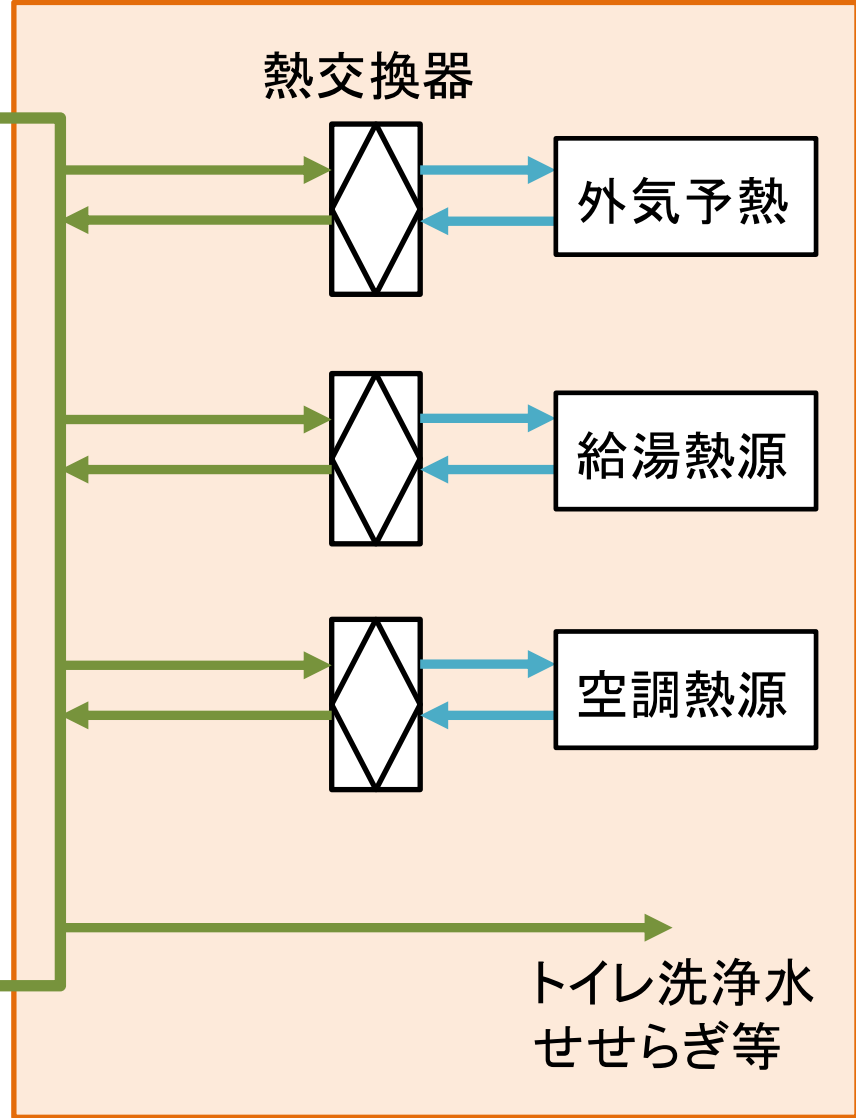 熱交換器
外気予熱
給湯熱源
空調熱源
トイレ洗浄水
せせらぎ等